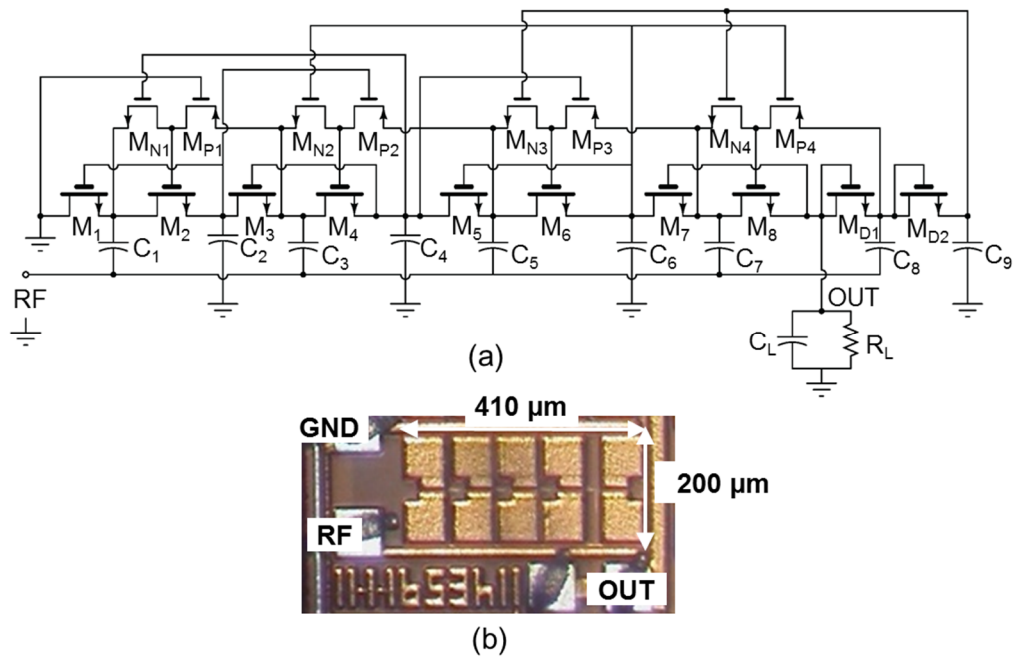 M_N1 M_P1 M_N2 M_P2 M_N3 M_P3 M_N4 M_P4
M_1 M_2 M_3 M_4 M_5 M_6 M_7 M_8 M_D1 M_D2
C_1 C_2 C_3 C_4 C_5 C_6 C_7 C_8 C_9
RF
OUT
C_L R_L
(a)
410 µm
GND
200 µm
RF
OUT
(b)